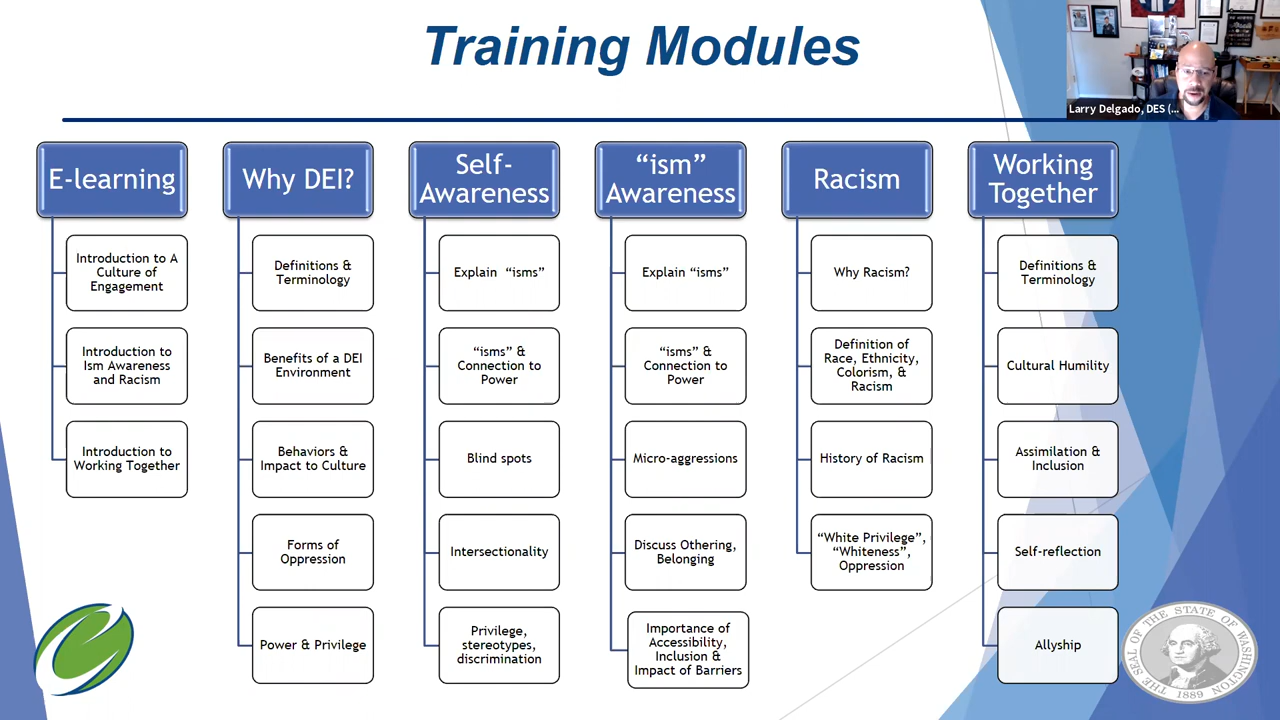 Training Modules
Larry Delgado, DES (...
E-learning
Introduction to A
Culture of
Engagement
Introduction to
Ism Awareness
and Racism
Introduction to
Working Together
Why DEI?
Definitions &
Terminology
Benefits of a DEI
Environment
Behaviors &
Impact to Culture
Forms of
Oppression
Power & Privilege
Self-
Awareness
Explain “isms”
“isms” &
Connection to
Power
Blind spots
Intersectionality
Privilege,
stereotypes,
discrimination
“ism”
Awareness
Explain “isms”
“isms” &
Connection to
Power
Micro-aggressions
Discuss Othering,
Belonging
Importance of
Accessibility,
Inclusion &
Impact of Barriers
Racism
Why Racism?
Definition of
Race, Ethnicity,
Colorism, &
Racism
History of Racism
“White Privilege”,
“Whiteness”,
Oppression
Working
Together
Definitions &
Terminology
Cultural Humility
Assimilation &
Inclusion
Self-reflection
Allyship
THE SEAL OF THE STATE OF WASHINGTON
1889